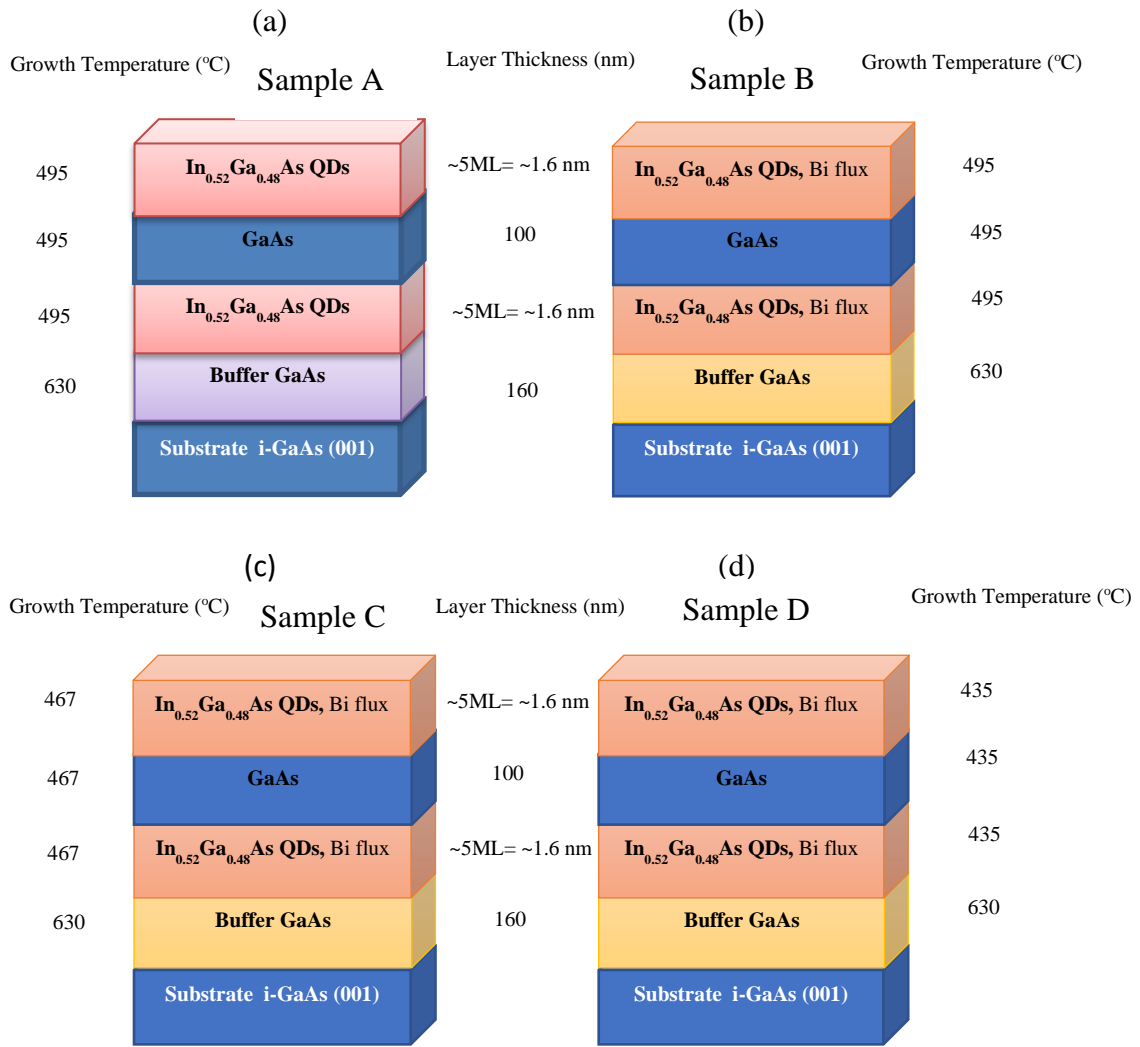 (a)
(b)
Growth Temperature (°C)
Layer Thickness (nm)
Growth Temperature (°C)
Sample A
Sample B
495
In0.52Ga0.48As QDs
~5ML= ~1.6 nm
In0.52Ga0.48As QDs, Bi flux
495
495
GaAs
100
GaAs
495
495
In0.52Ga0.48As QDs
~5ML= ~1.6 nm
In0.52Ga0.48As QDs, Bi flux
495
630
Buffer GaAs
160
Buffer GaAs
630
Substrate i-GaAs (001)
Substrate i-GaAs (001)
(c)
(d)
Growth Temperature (°C)
Layer Thickness (nm)
Growth Temperature (°C)
Sample C
Sample D
467
In0.52Ga0.48As QDs, Bi flux
~5ML= ~1.6 nm
In0.52Ga0.48As QDs, Bi flux
435
467
GaAs
100
GaAs
435
467
In0.52Ga0.48As QDs, Bi flux
~5ML= ~1.6 nm
In0.52Ga0.48As QDs, Bi flux
435
630
Buffer GaAs
160
Buffer GaAs
630
Substrate i-GaAs (001)
Substrate i-GaAs (001)